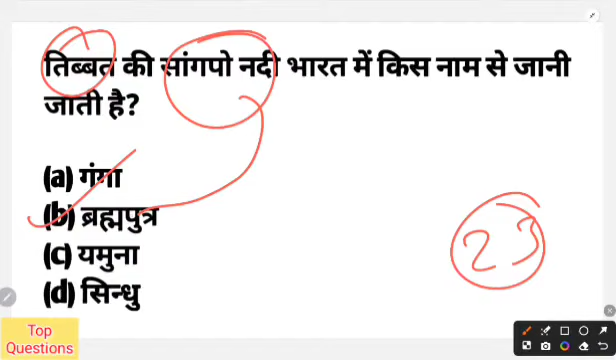 तिब्बत की सांगपो नदी भारत में किस नाम से जानी
जाती है?
(a) गंगा
(b) ब्रह्मपुत्र
(c) यमुना
(d) सिन्धु
23
Top
Questions